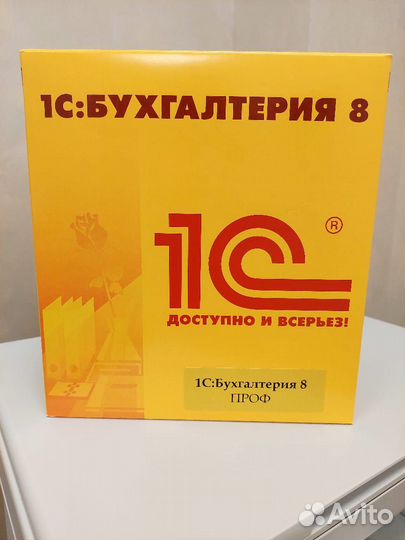 1С:БУХГАЛТЕРИЯ 8
1С
®
ДОСТУПНО И ВСЕРЬЕЗ!
1С:Бухгалтерия 8
ПРОФ
Avito